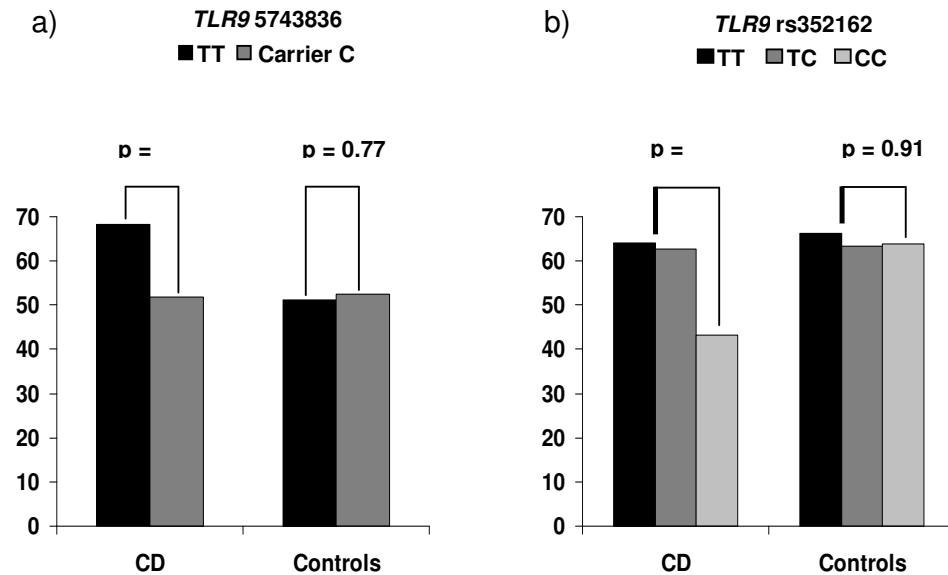 a)
TLR9 5743836
TT Carrier C
p =
p = 0.77
70
60
50
40
30
20
10
0
CD
Controls
b)
TLR9 rs352162
TT TC CC
p =
p = 0.91
70
60
50
40
30
20
10
0
CD
Controls